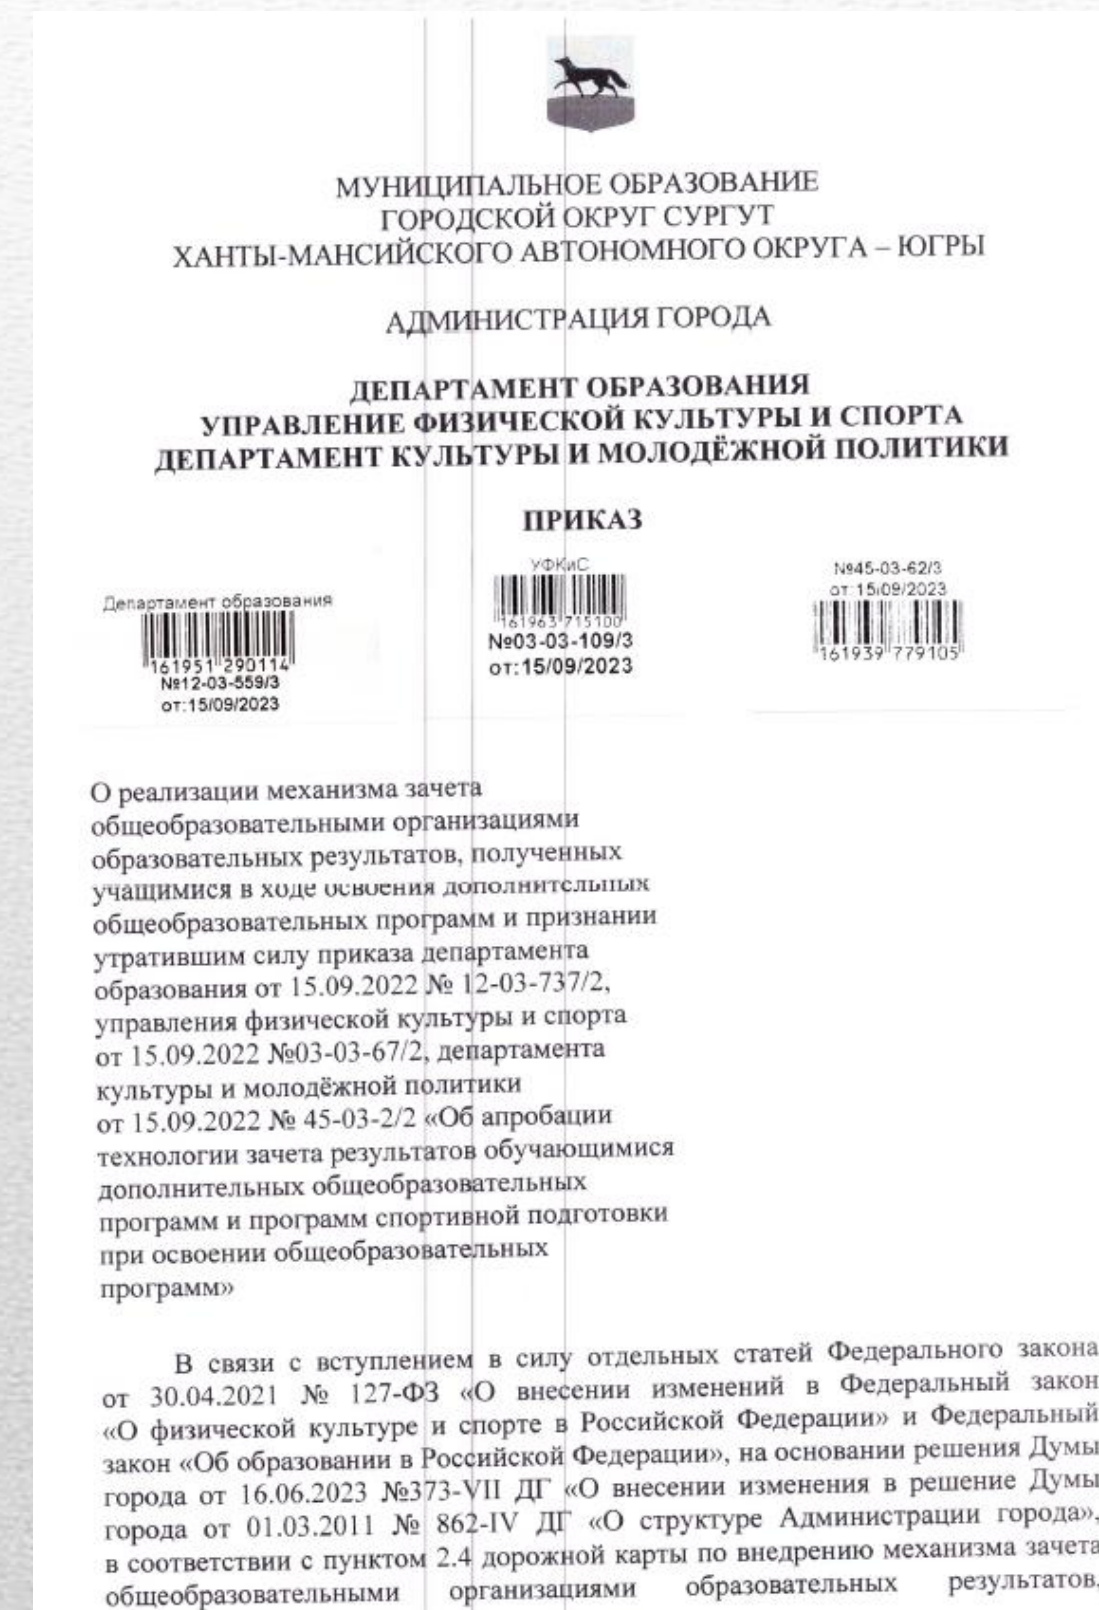 МУНИЦИПАЛЬНОЕ ОБРАЗОВАНИЕ
ГОРОДСКОЙ ОКРУГ СУРГУТ
ХАНТЫ-МАНСИЙСКОГО АВТОНОМНОГО ОКРУГА – ЮГРЫ
АДМИНИСТРАЦИЯ ГОРОДА
ДЕПАРТАМЕНТ ОБРАЗОВАНИЯ
УПРАВЛЕНИЕ ФИЗИЧЕСКОЙ КУЛЬТУРЫ И СПОРТА
ДЕПАРТАМЕНТ КУЛЬТУРЫ И МОЛОДЁЖНОЙ ПОЛИТИКИ
ПРИКАЗ
Департамент образования
161951 290114
№12-03-559/3
от:15/09/2023
УФКиС
161963 715100
№03-03-109/3
от:15/09/2023
№45-03-62/3
от:15/09/2023
161939 779105
О реализации механизма зачета
общеобразовательными организациями
образовательных результатов, полученных
учащимися в ходе освоения дополнительных
общеобразовательных программ и признании
утратившим силу приказа департамента
образования от 15.09.2022 № 12-03-737/2,
управления физической культуры и спорта
от 15.09.2022 №03-03-67/2, департамента
культуры и молодёжной политики
от 15.09.2022 № 45-03-2/2 «Об апробации
технологии зачета результатов обучающимися
дополнительных общеобразовательных
программ и программ спортивной подготовки
при освоении общеобразовательных
программ»
В связи с вступлением в силу отдельных статей Федерального закона
от 30.04.2021 № 127-ФЗ «О внесении изменений в Федеральный закон
«О физической культуре и спорте в Российской Федерации» и Федеральный
закон «Об образовании в Российской Федерации», на основании решения Думы
города от 16.06.2023 №373-VII ДГ «О внесении изменения в решение Думы
города от 01.03.2011 № 862-IV ДГ «О структуре Администрации города»,
в соответствии с пунктом 2.4 дорожной карты по внедрению механизма зачета
общеобразовательными организациями образовательных результатов,